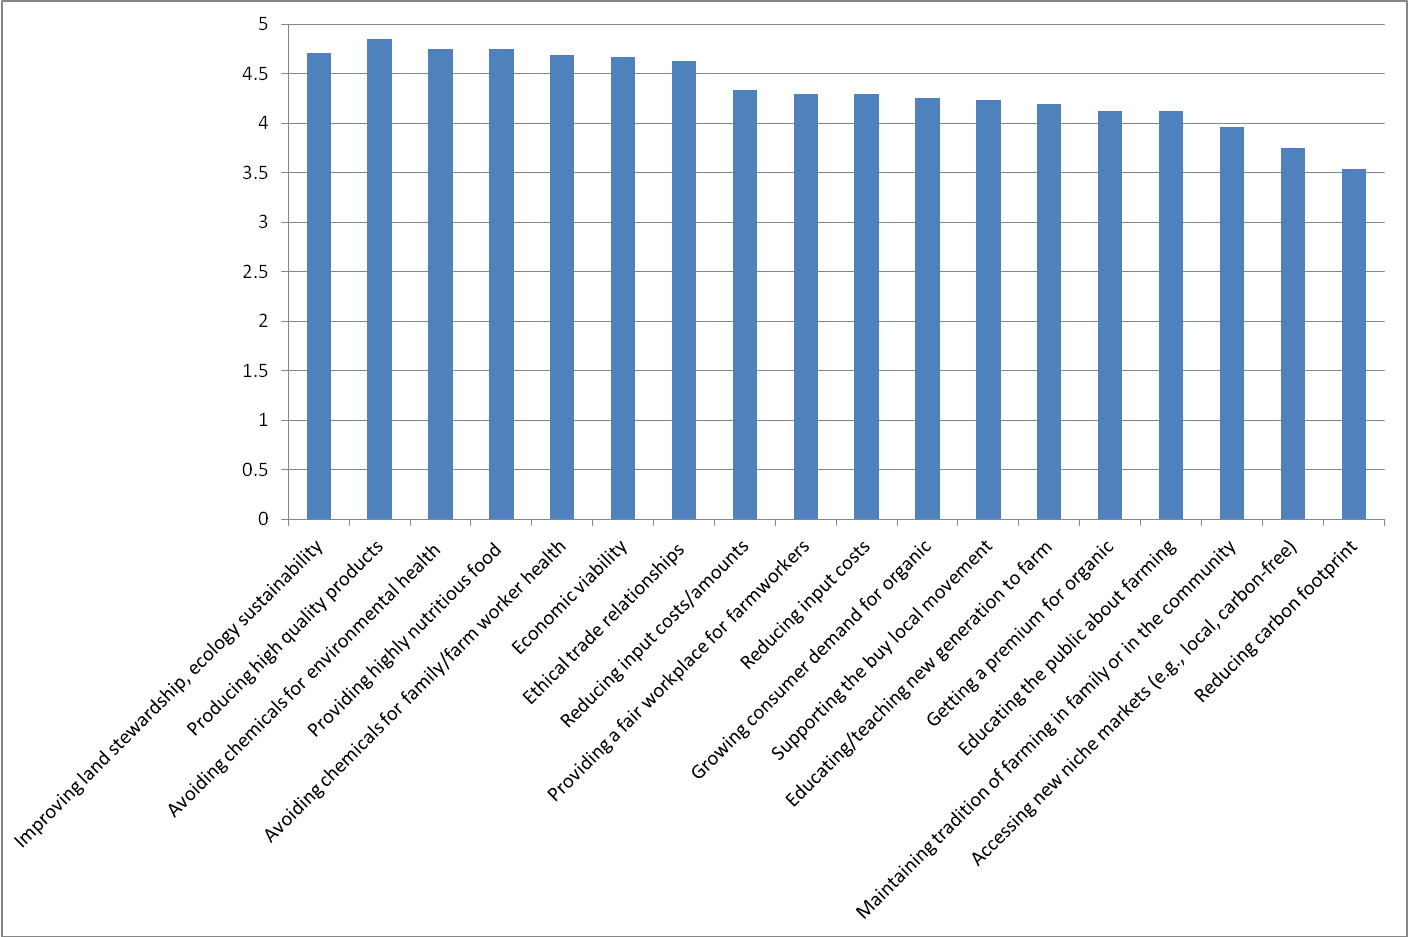 5
4.5
4
3.5
3
2.5
2
1.5
1
0.5
0
Improving land stewardship, ecology sustainability
Producing high quality products
Avoiding chemicals for environmental health
Providing highly nutritious food
Avoiding chemicals for family/farm worker health
Economic viability
Ethical trade relationships
Reducing input costs/amounts
Providing a fair workplace for farmworkers
Reducing input costs
Growing consumer demand for organic
Supporting the buy local movement
Educating/teaching new generation to farm
Getting a premium for organic
Educating the public about farming
Maintaining tradition of farming in family or in the community
Accessing new niche markets (e.g., local, carbon-free)
Reducing carbon footprint